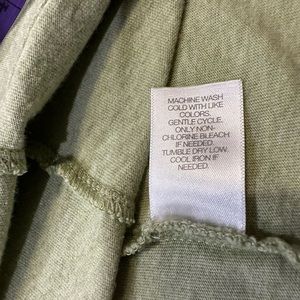 MACHINE WASH
COLD WITH LIKE
COLORS.
GENTLE CYCLE.
ONLY NON-
CHLORINE BLEACH
IF NEEDED.
TUMBLE DRY LOW.
COOL IRON IF
NEEDED.